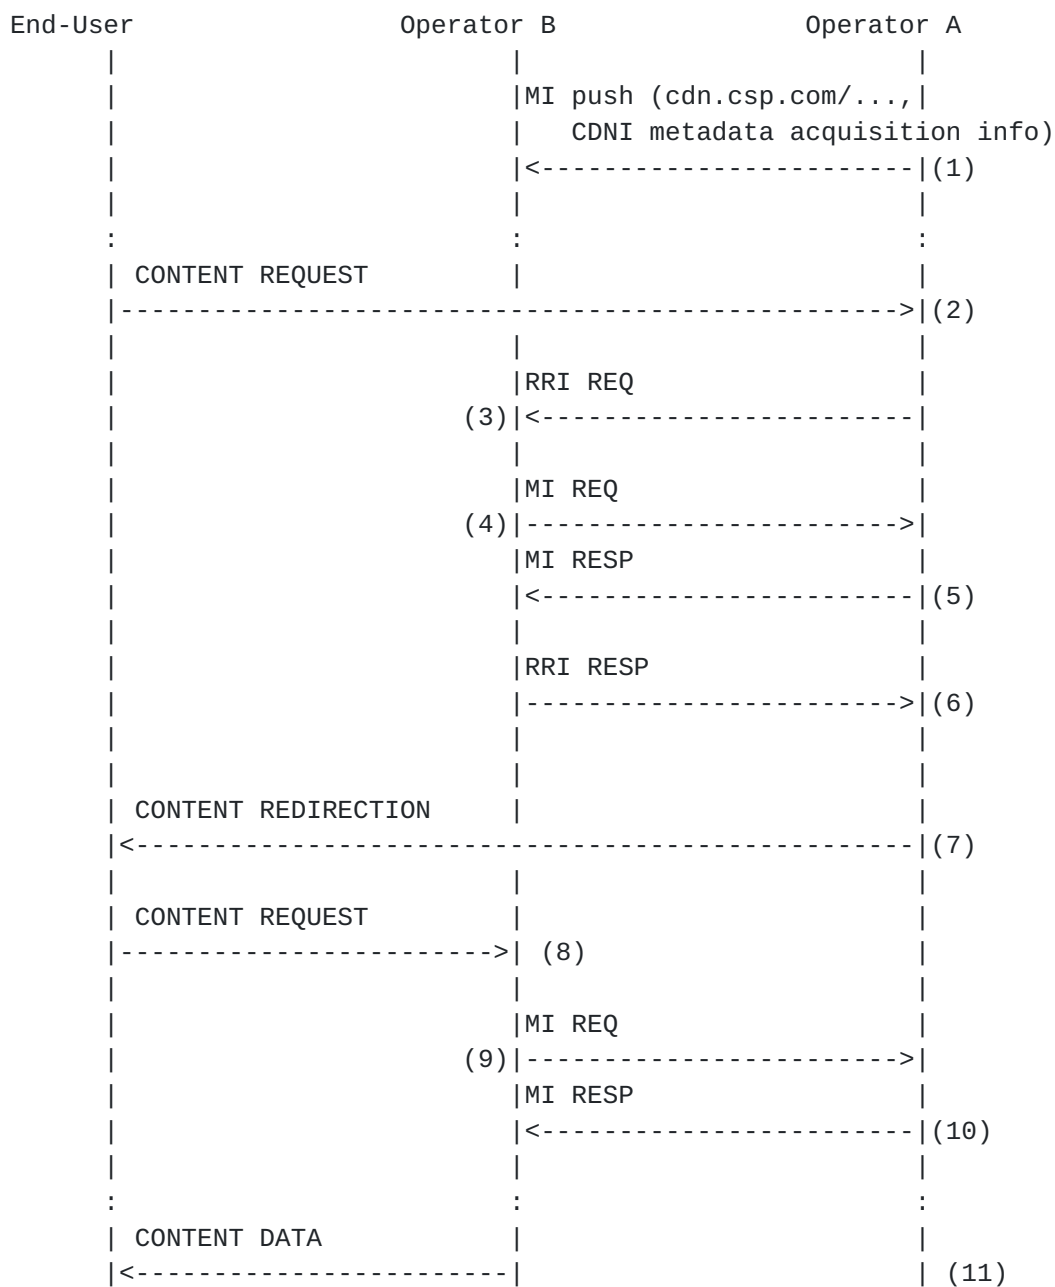 End-User Operator B Operator A
MI push (cdn.csp.com/...,
CDNI metadata acquisition info)
(1)
CONTENT REQUEST
(2)
RRI REQ
(3)
MI REQ
(4)
MI RESP
(5)
RRI RESP
(6)
CONTENT REDIRECTION
(7)
CONTENT REQUEST
(8)
MI REQ
(9)
MI RESP
(10)
CONTENT DATA
(11)